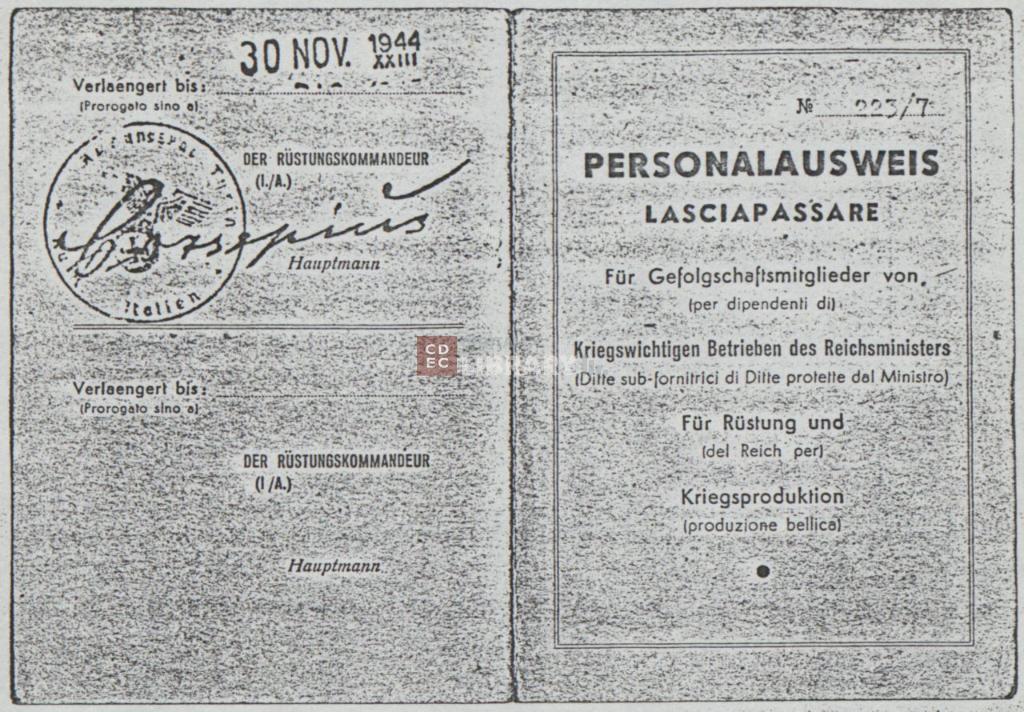 30 NOV. 1944
XXIII
Verlaengert bis:
(Prorogato sino a)
DER RÜSTUNGSKOMMANDEUR
(I./A.)
Hauptmann
Italien
Verlaengert bis:
(Prorogato sino a)
DER RÜSTUNGSKOMMANDEUR
(I/A.)
Hauptmann
CD
EC
№ 223/7
PERSONALAUSWEIS
LASCIAPASSARE
Für Gefolgschaftsmitglieder von
(per dipendenti di)
Kriegswichtigen Betrieben des Reichsministers
(Ditte sub-fornitrici di Ditte protette dal Ministro)
Für Rüstung und
(del Reich per)
Kriegsproduktion
(produzione bellica)